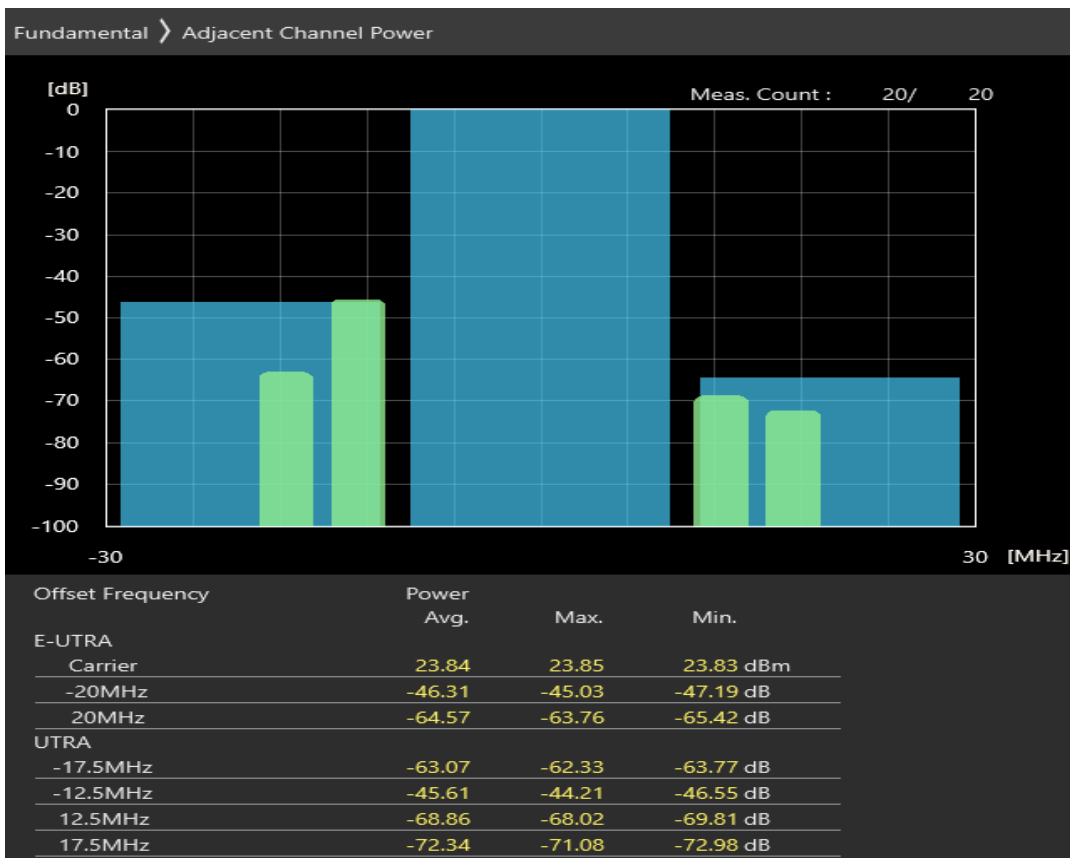 Fundamental 〉 Adjacent Channel Power
[dB]
Meas. Count : 20/ 20
0
-10
-20
-30
-40
-50
-60
-70
-80
-90
-100
-30 30 [MHz]
Offset Frequency Power
Avg. Max. Min.
E-UTRA
Carrier 23.84 23.85 23.83 dBm
-20MHz -46.31 -45.03 -47.19 dB
20MHz -64.57 -63.76 -65.42 dB
UTRA
-17.5MHz -63.07 -62.33 -63.77 dB
-12.5MHz -45.61 -44.21 -46.55 dB
12.5MHz -68.86 -68.02 -69.81 dB
17.5MHz -72.34 -71.08 -72.98 dB